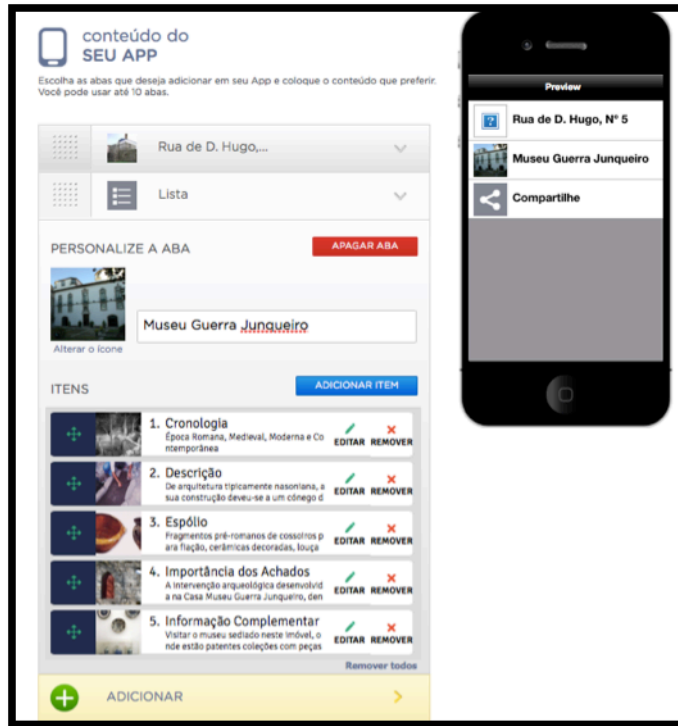 conteúdo do
SEU APP
Escolha as abas que deseja adicionar em seu App e coloque o conteúdo que preferir.
Você pode usar até 10 abas.
Rua de D. Hugo,...
Lista
PERSONALIZE A ABA
APAGAR ABA
Museu Guerra Junqueiro
Alterar o ícone
ITENS
ADICIONAR ITEM
1. Cronologia
Época Romana, Medieval, Moderna e Co
ntemporânea
EDITAR REMOVER
2. Descrição
De arquitetura tipicamente nasoniana, a
sua construção deveu-se a um cónego d
EDITAR REMOVER
3. Espólio
Fragmentos pré-romanos de cossoiros p
ara fiação, cerâmicas decoradas, louça
EDITAR REMOVER
4. Importância dos Achados
A intervenção arqueológica desenvolvid
a na Casa Museu Guerra Junqueiro, den
EDITAR REMOVER
5. Informação Complementar
Visitar o museu sediado neste imóvel, o
nde estão patentes coleções com peças
EDITAR REMOVER
Remover todos
ADICIONAR
Preview
Rua de D. Hugo, Nº 5
Museu Guerra Junqueiro
Compartilhe